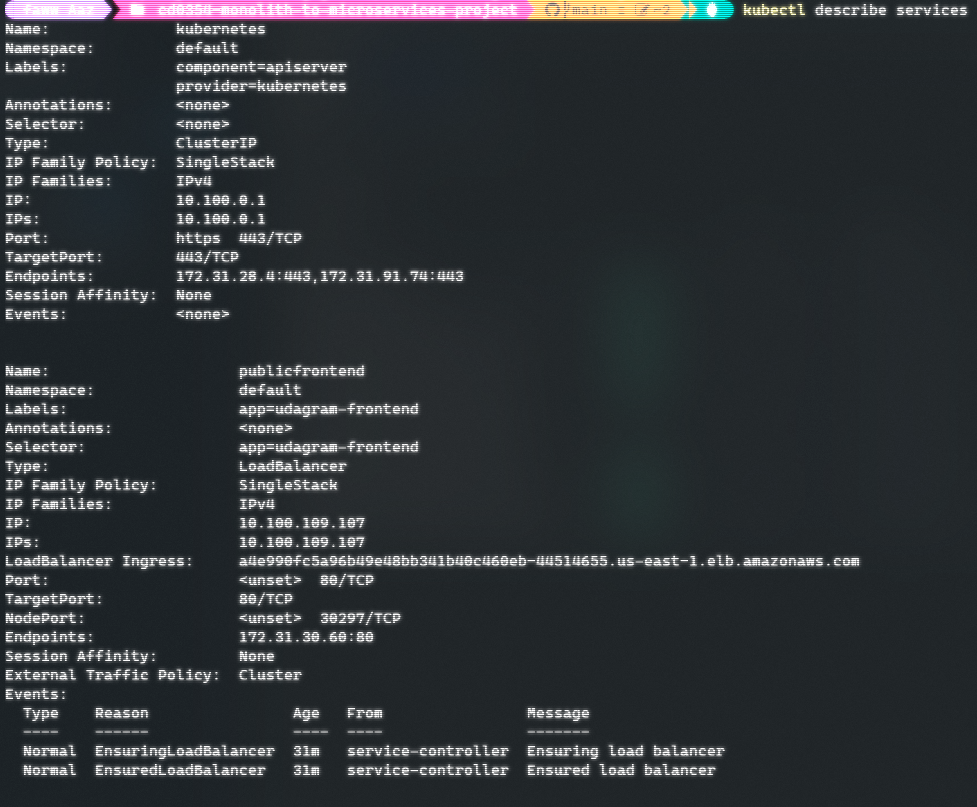 cd0354-monolith-to-microservices-project main kubectl describe services
Name: kubernetes
Namespace: default
Labels: component=apiserver
provider=kubernetes
Annotations: <none>
Selector: <none>
Type: ClusterIP
IP Family Policy: SingleStack
IP Families: IPv4
IP: 10.100.0.1
IPs: 10.100.0.1
Port: https 443/TCP
TargetPort: 443/TCP
Endpoints: 172.31.28.4:443,172.31.91.74:443
Session Affinity: None
Events: <none>
Name: publicfrontend
Namespace: default
Labels: app=udagram-frontend
Annotations: <none>
Selector: app=udagram-frontend
Type: LoadBalancer
IP Family Policy: SingleStack
IP Families: IPv4
IP: 10.100.109.107
IPs: 10.100.109.107
LoadBalancer Ingress: a4e990fc5a96b49e48bb341b40c460eb-44514655.us-east-1.elb.amazonaws.com
Port: <unset> 80/TCP
TargetPort: 80/TCP
NodePort: <unset> 30297/TCP
Endpoints: 172.31.30.60:80
Session Affinity: None
External Traffic Policy: Cluster
Events:
Type Reason Age From Message
---- ------ ---- ---- -------
Normal EnsuringLoadBalancer 31m service-controller Ensuring load balancer
Normal EnsuredLoadBalancer 31m service-controller Ensured load balancer